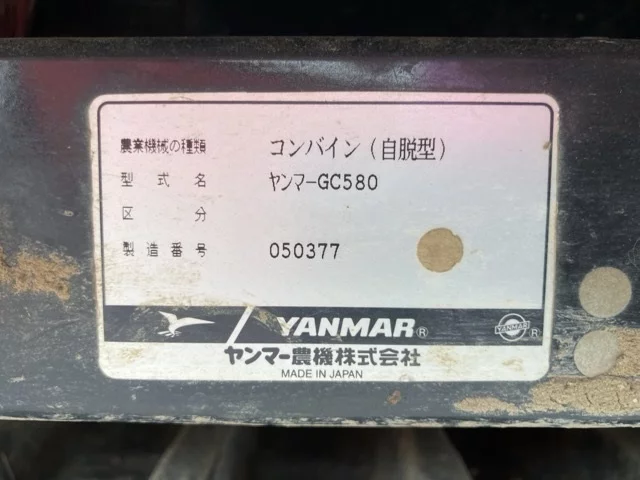 農業機械の種類 コンバイン(自脱型)
型式名 ヤンマーGC580
区分
製造番号 050377
YANMAR® YANMAR R
ヤンマー農機株式会社
MADE IN JAPAN